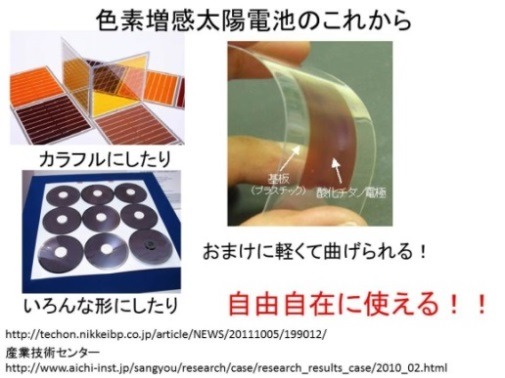 色素増感太陽電池のこれから
カラフルにしたり
基板
(プラスチック)
酸化チタン電極
おまけに軽くて曲げられる！
いろんな形にしたり
自由自在に使える！！
http://techon.nikkeibp.co.jp/article/NEWS/20111005/199012/
産業技術センター
http://www.aichi-inst.jp/sangyou/research/case/research_results_case/2010_02.html